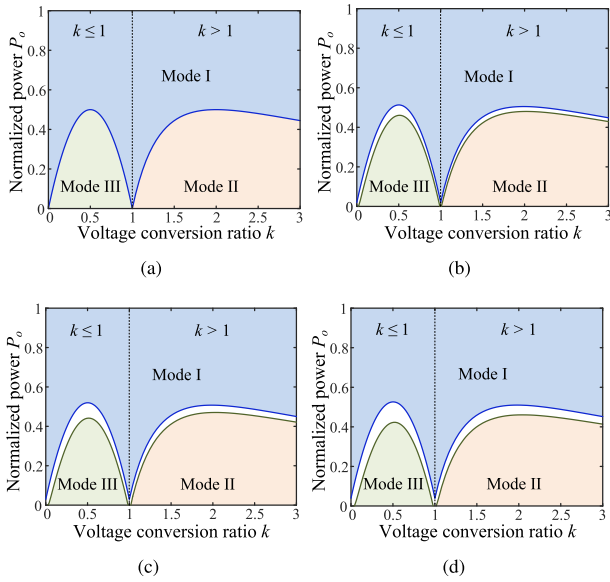 1
k ≤ 1
k > 1
0.8
Mode I
0.6
0.4
0.2
Mode III
Mode II
0
0 0.5 1 1.5 2 2.5 3
Normalized power Pₒ
Voltage conversion ratio k
(a)
1
k ≤ 1
k > 1
0.8
Mode I
0.6
0.4
0.2
Mode III
Mode II
0
0 0.5 1 1.5 2 2.5 3
Normalized power Pₒ
Voltage conversion ratio k
(b)
1
k ≤ 1
k > 1
0.8
Mode I
0.6
0.4
0.2
Mode III
Mode II
0
0 0.5 1 1.5 2 2.5 3
Normalized power Pₒ
Voltage conversion ratio k
(c)
1
k ≤ 1
k > 1
0.8
Mode I
0.6
0.4
0.2
Mode III
Mode II
0
0 0.5 1 1.5 2 2.5 3
Normalized power Pₒ
Voltage conversion ratio k
(d)